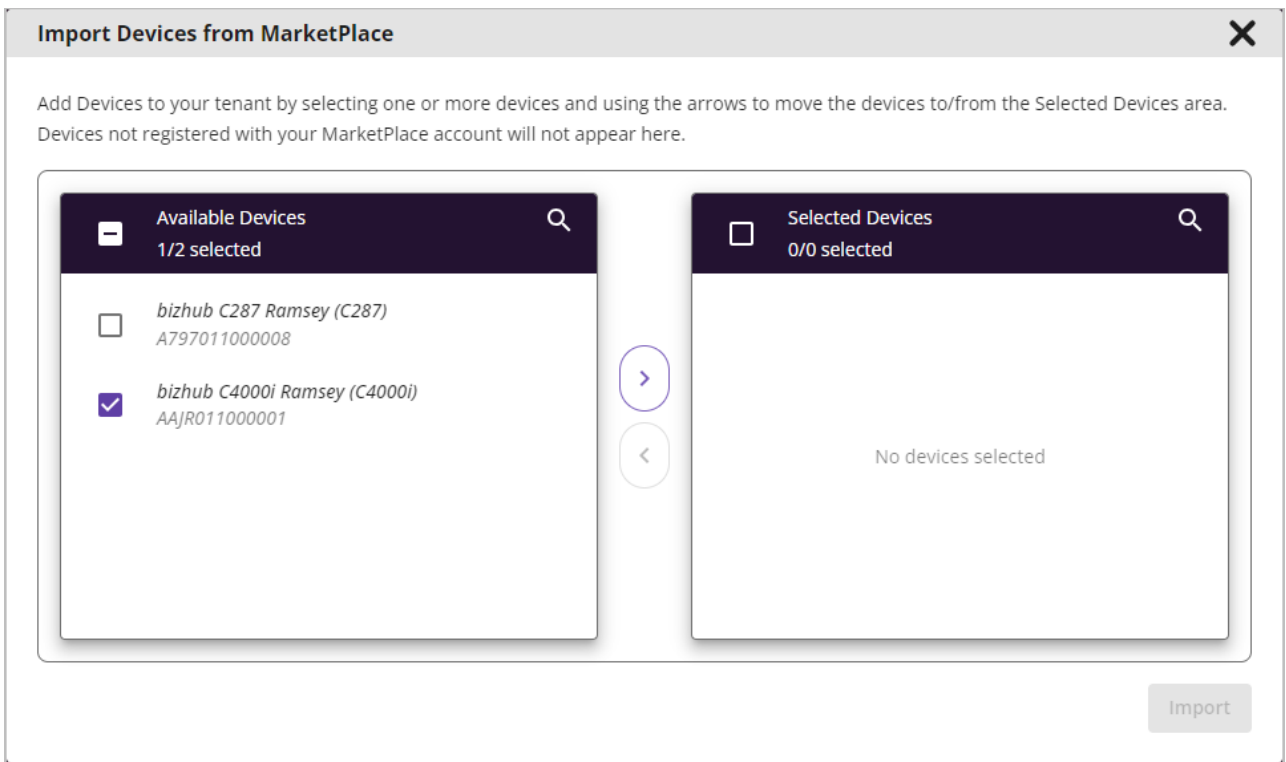 Import Devices from MarketPlace
Add Devices to your tenant by selecting one or more devices and using the arrows to move the devices to/from the Selected Devices area.
Devices not registered with your MarketPlace account will not appear here.
Available Devices
1/2 selected
bizhub C287 Ramsey (C287)
A797011000008
bizhub C4000i Ramsey (C4000i)
AAJR011000001
Selected Devices
0/0 selected
No devices selected
Import